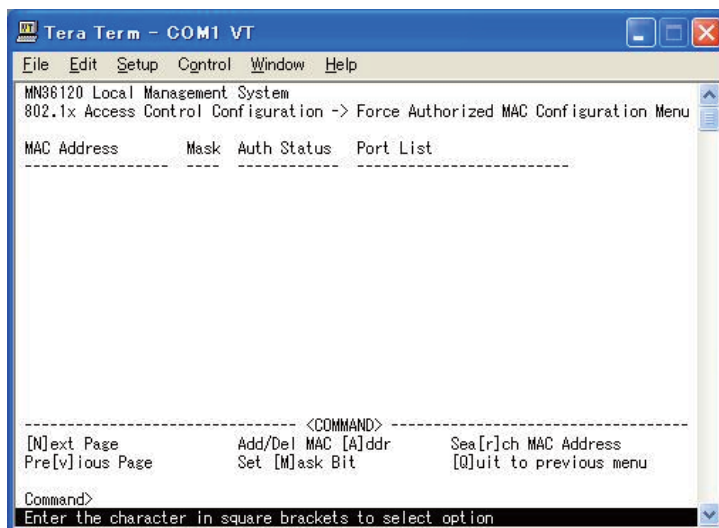 Tera Term - COM1 VT
File Edit Setup Control Window Help
MN36120 Local Management System
802.1x Access Control Configuration -> Force Authorized MAC Configuration Menu
MAC Address Mask Auth Status Port List
----------------- ---- ------------ -------------------------
-------------------------------- <COMMAND> -----------------------------------
[N]ext Page Add/Del MAC [A]ddr Sea[r]ch MAC Address
Pre[v]ious Page Set [M]ask Bit [Q]uit to previous menu
Command>
Enter the character in square brackets to select option